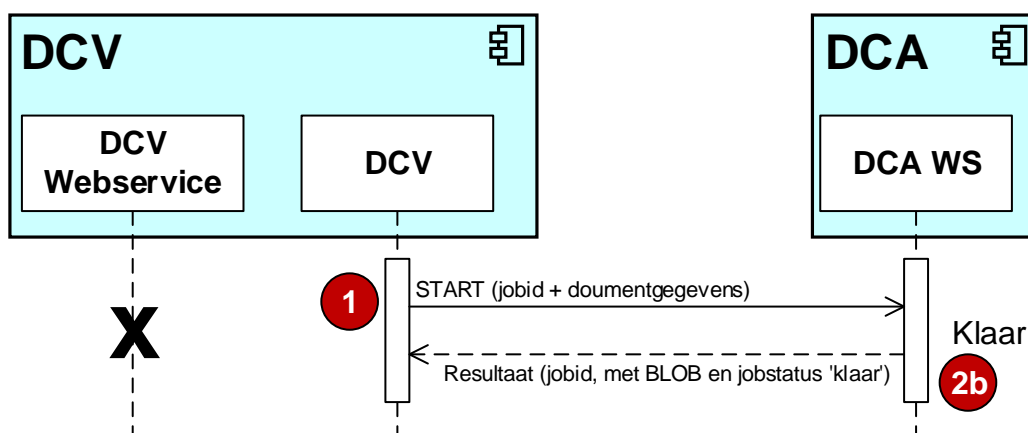 DCV
DCA
DCV
Webservice
DCV
DCA WS
1
START (jobid + doumentgegevens)
X
Klaar
Resultaat (jobid, met BLOB en jobstatus 'klaar')
2b